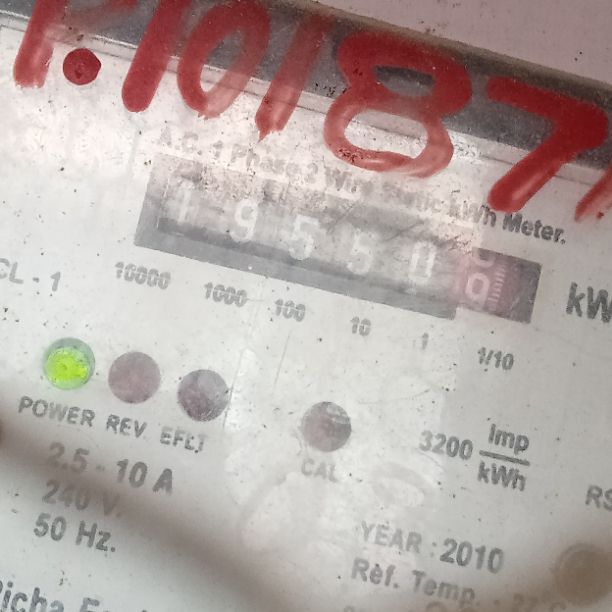 1.10187
A.C. 1 Phase 2 Wire Static kWh Meter.
1 9 5 5 0 9
CL - 1
10000 1000 100 10 1 1/10
POWER REV EFLT
CAL
3200 Imp/kWh
2.5 - 10 A
240 V.
50 Hz.
YEAR : 2010
Ref. Temp.